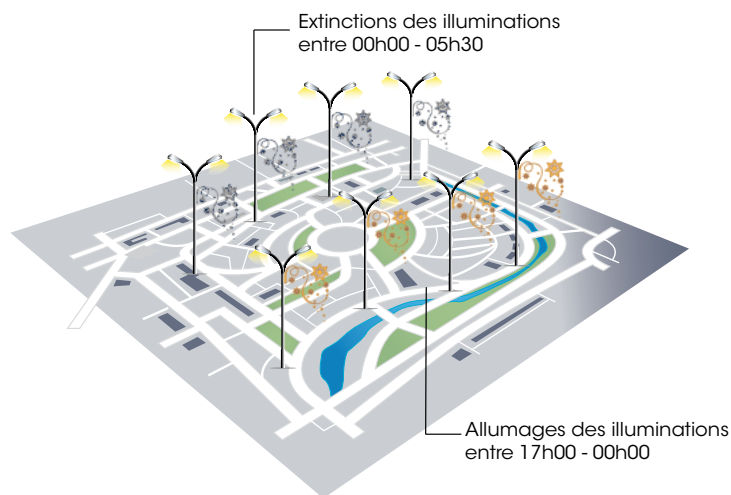 Extinctions des illuminations
entre 00h00 - 05h30
Allumages des illuminations
entre 17h00 - 00h00